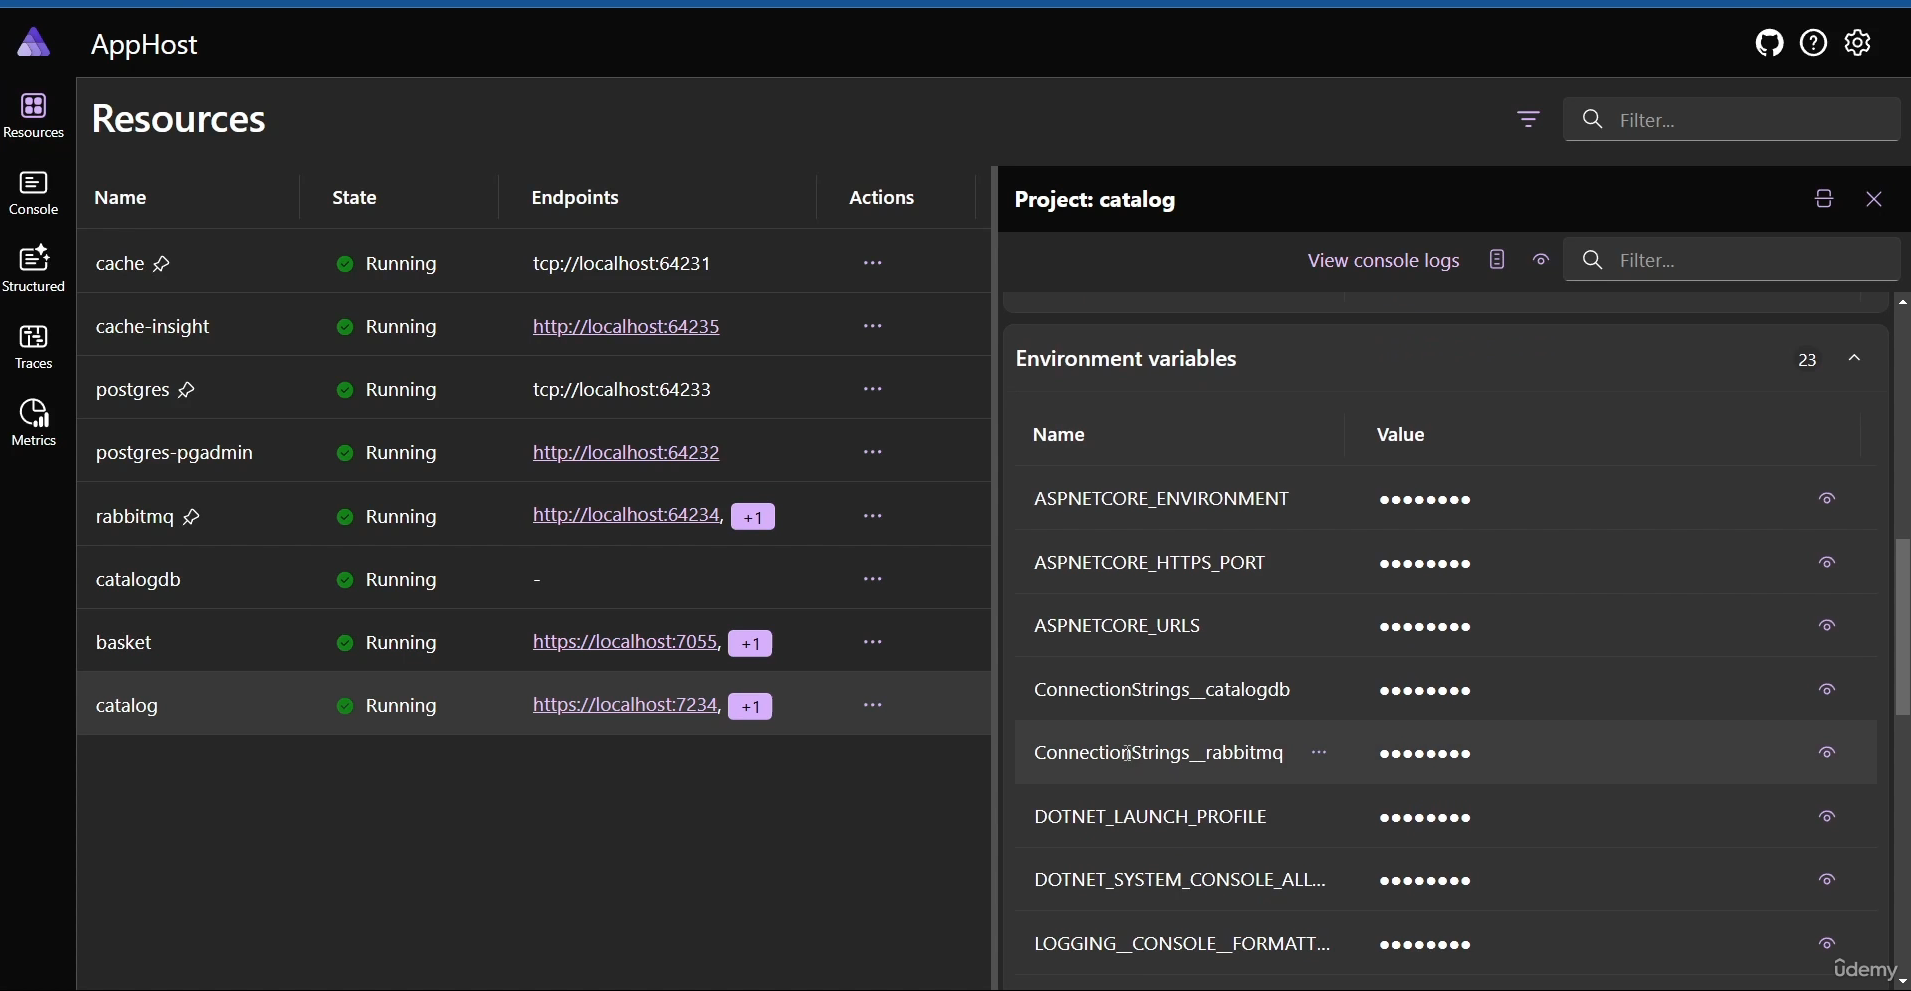 AppHost
Resources
Console
Structured
Traces
Metrics
Resources
Filter...
Name State Endpoints Actions
cache Running tcp://localhost:64231
cache-insight Running http://localhost:64235
postgres Running tcp://localhost:64233
postgres-pgadmin Running http://localhost:64232
rabbitmq Running http://localhost:64234, +1
catalogdb Running -
basket Running https://localhost:7055, +1
catalog Running https://localhost:7234, +1
Project: catalog
View console logs Filter...
Environment variables 23
Name Value
ASPNETCORE_ENVIRONMENT ●●●●●●●●
ASPNETCORE_HTTPS_PORT ●●●●●●●●
ASPNETCORE_URLS ●●●●●●●●
ConnectionStrings__catalogdb ●●●●●●●●
ConnectionStrings__rabbitmq ●●●●●●●●
DOTNET_LAUNCH_PROFILE ●●●●●●●●
DOTNET_SYSTEM_CONSOLE_ALL... ●●●●●●●●
LOGGING__CONSOLE__FORMATT... ●●●●●●●●
ûdemy